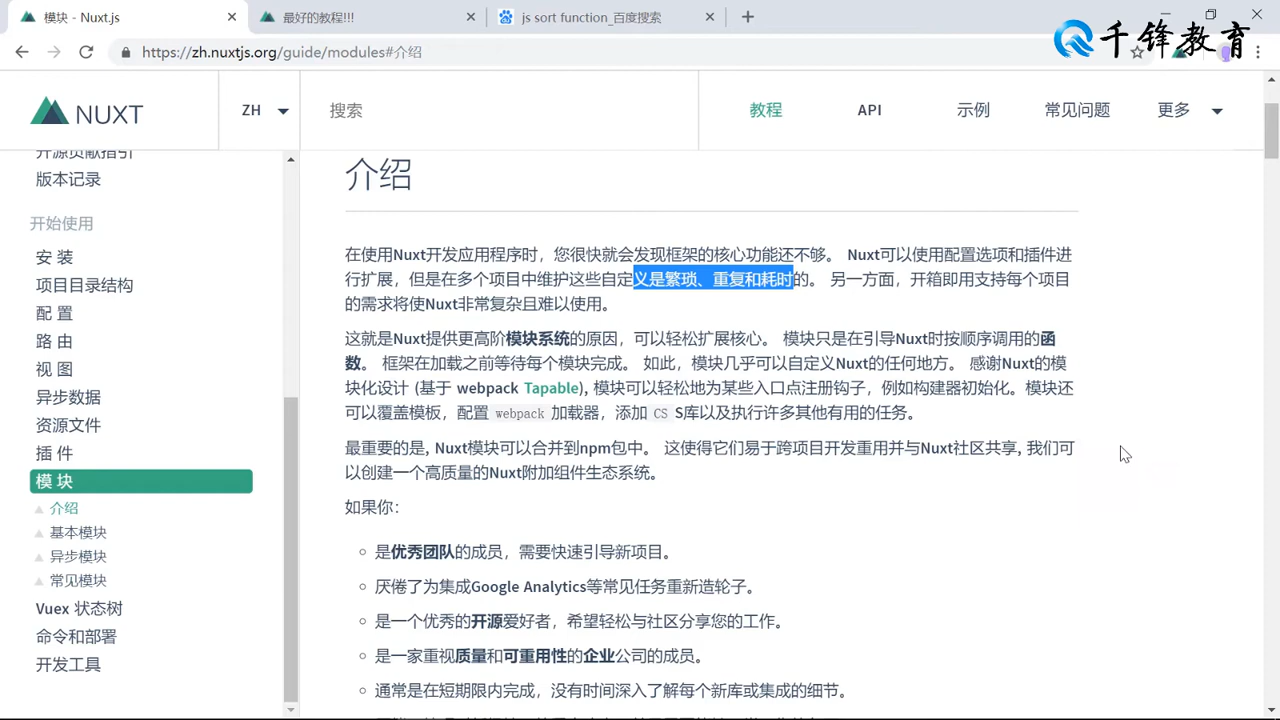 模块 - Nuxt.js
最好的教程!!!
js sort function_百度搜索
https://zh.nuxtjs.org/guide/modules#介绍
千锋教育
NUXT
ZH
搜索
教程
API
示例
常见问题
更多
开源贡献指引
版本记录
开始使用
安 装
项目目录结构
配 置
路 由
视 图
异步数据
资源文件
插 件
模 块
介绍
基本模块
异步模块
常见模块
Vuex 状态树
命令和部署
开发工具
介绍
在使用Nuxt开发应用程序时，您很快就会发现框架的核心功能还不够。 Nuxt可以使用配置选项和插件进
行扩展，但是在多个项目中维护这些自定义是繁琐、重复和耗时的。 另一方面，开箱即用支持每个项目
的需求将使Nuxt非常复杂且难以使用。
这就是Nuxt提供更高阶模块系统的原因，可以轻松扩展核心。 模块只是在引导Nuxt时按顺序调用的函
数。 框架在加载之前等待每个模块完成。 如此，模块几乎可以自定义Nuxt的任何地方。 感谢Nuxt的模
块化设计 (基于 webpack Tapable), 模块可以轻松地为某些入口点注册钩子，例如构建器初始化。模块还
可以覆盖模板，配置 webpack 加载器，添加 CS S库以及执行许多其他有用的任务。
最重要的是, Nuxt模块可以合并到npm包中。 这使得它们易于跨项目开发重用并与Nuxt社区共享, 我们可
以创建一个高质量的Nuxt附加组件生态系统。
如果你:
是优秀团队的成员，需要快速引导新项目。
厌倦了为集成Google Analytics等常见任务重新造轮子。
是一个优秀的开源爱好者，希望轻松与社区分享您的工作。
是一家重视质量和可重用性的企业公司的成员。
通常是在短期限内完成，没有时间深入了解每个新库或集成的细节。